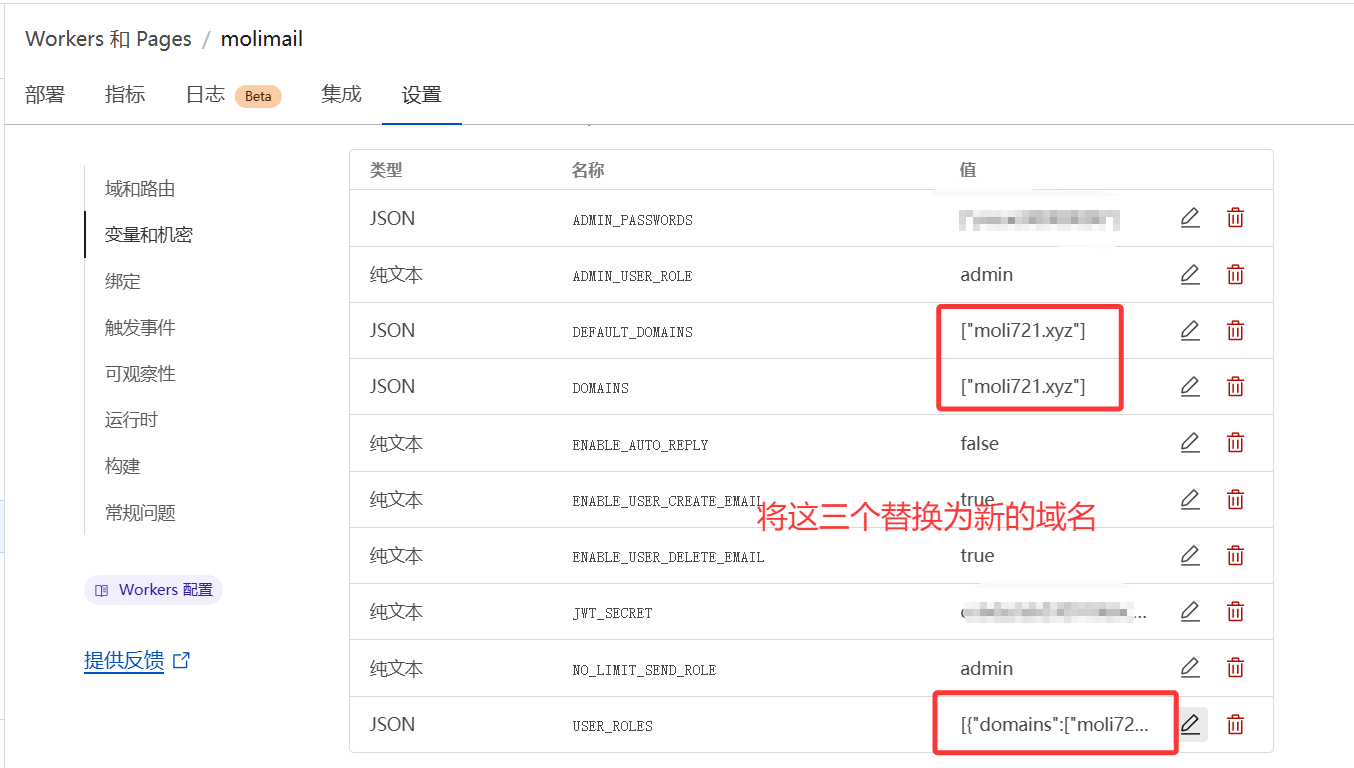 Workers 和 Pages / molimail
部署 指标 日志 Beta 集成 设置
域和路由
变量和机密
绑定
触发事件
可观察性
运行时
构建
常规问题
Workers 配置
提供反馈
类型 名称 值
JSON ADMIN_PASSWORDS
纯文本 ADMIN_USER_ROLE admin
JSON DEFAULT_DOMAINS ["moli721.xyz"]
JSON DOMAINS ["moli721.xyz"]
纯文本 ENABLE_AUTO_REPLY false
纯文本 ENABLE_USER_CREATE_EMAIL true
将这三个替换为新的域名
纯文本 ENABLE_USER_DELETE_EMAIL true
纯文本 JWT_SECRET
纯文本 NO_LIMIT_SEND_ROLE admin
JSON USER_ROLES [{"domains":["moli72...